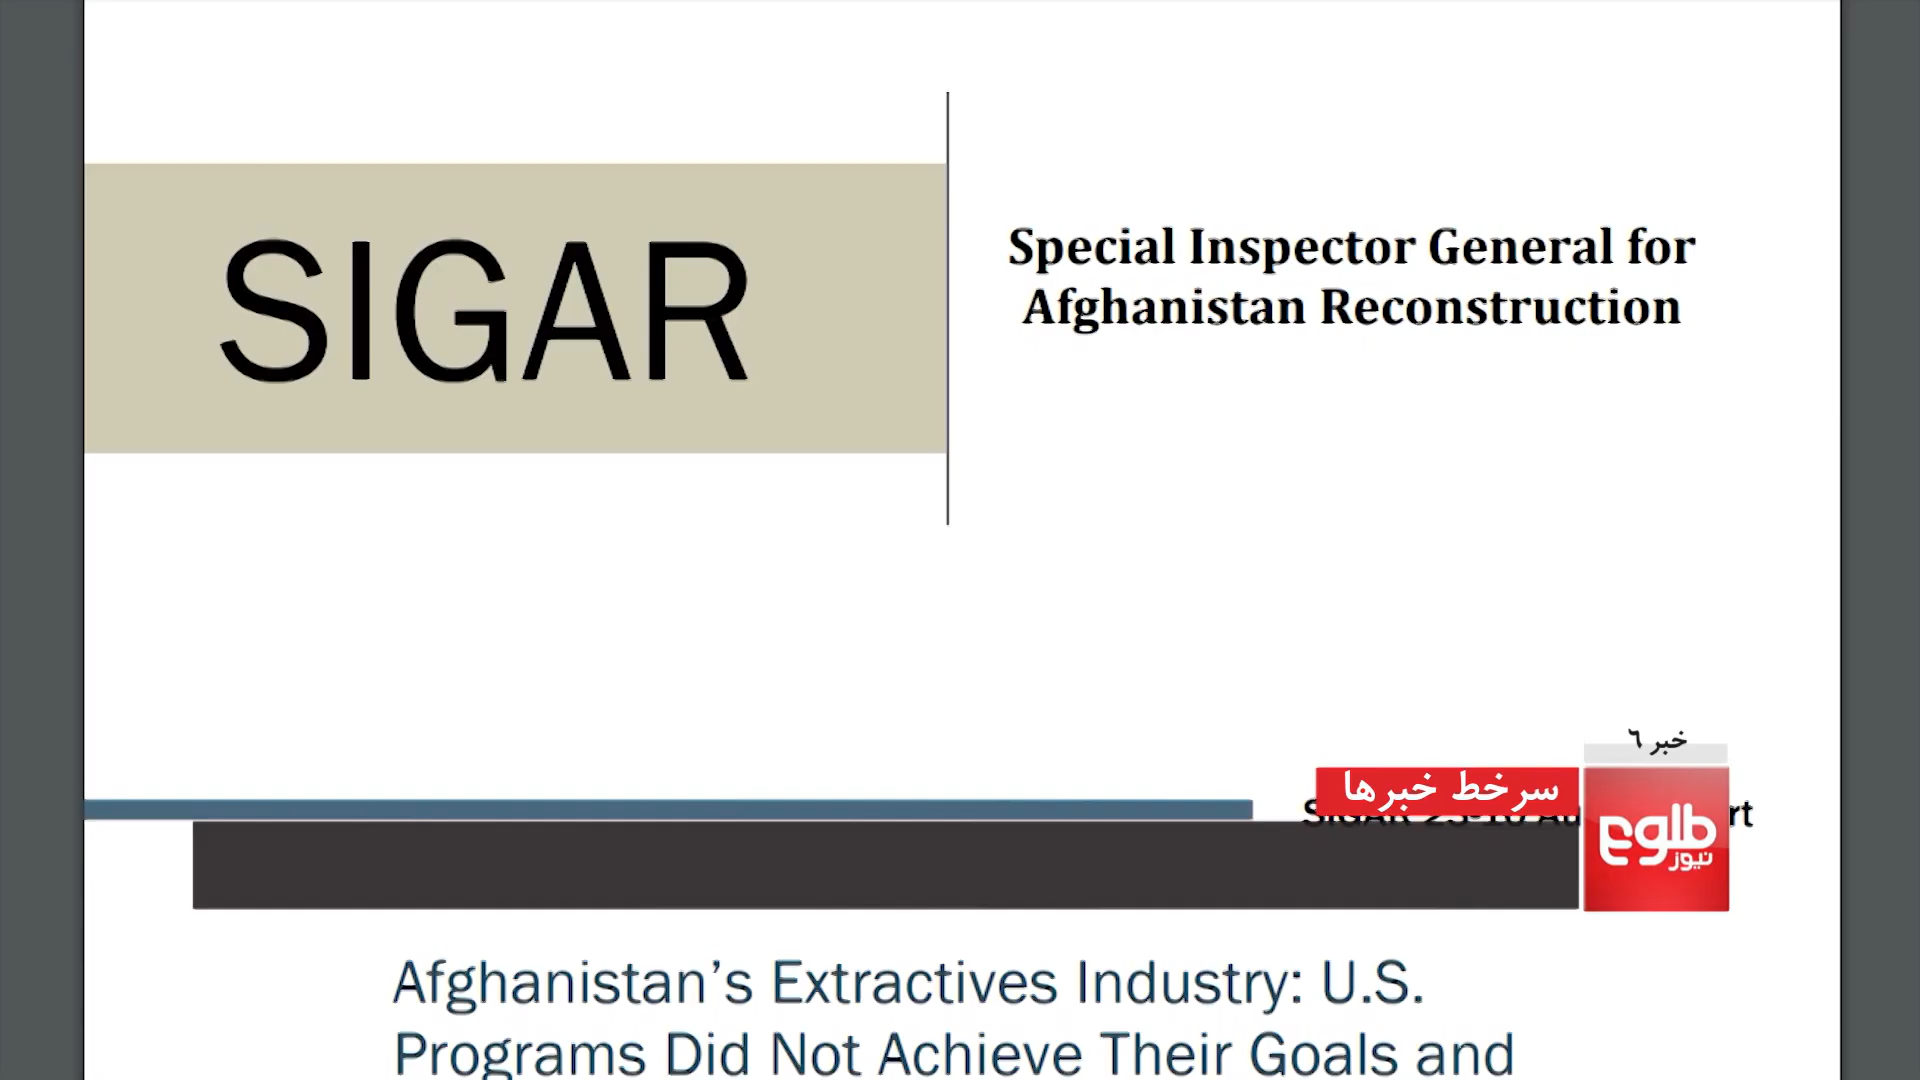 SIGAR
Special Inspector General for
Afghanistan Reconstruction
خبر ٦
سرخط خبرها
طلوع
نیوز
Afghanistan’s Extractives Industry: U.S.
Programs Did Not Achieve Their Goals and